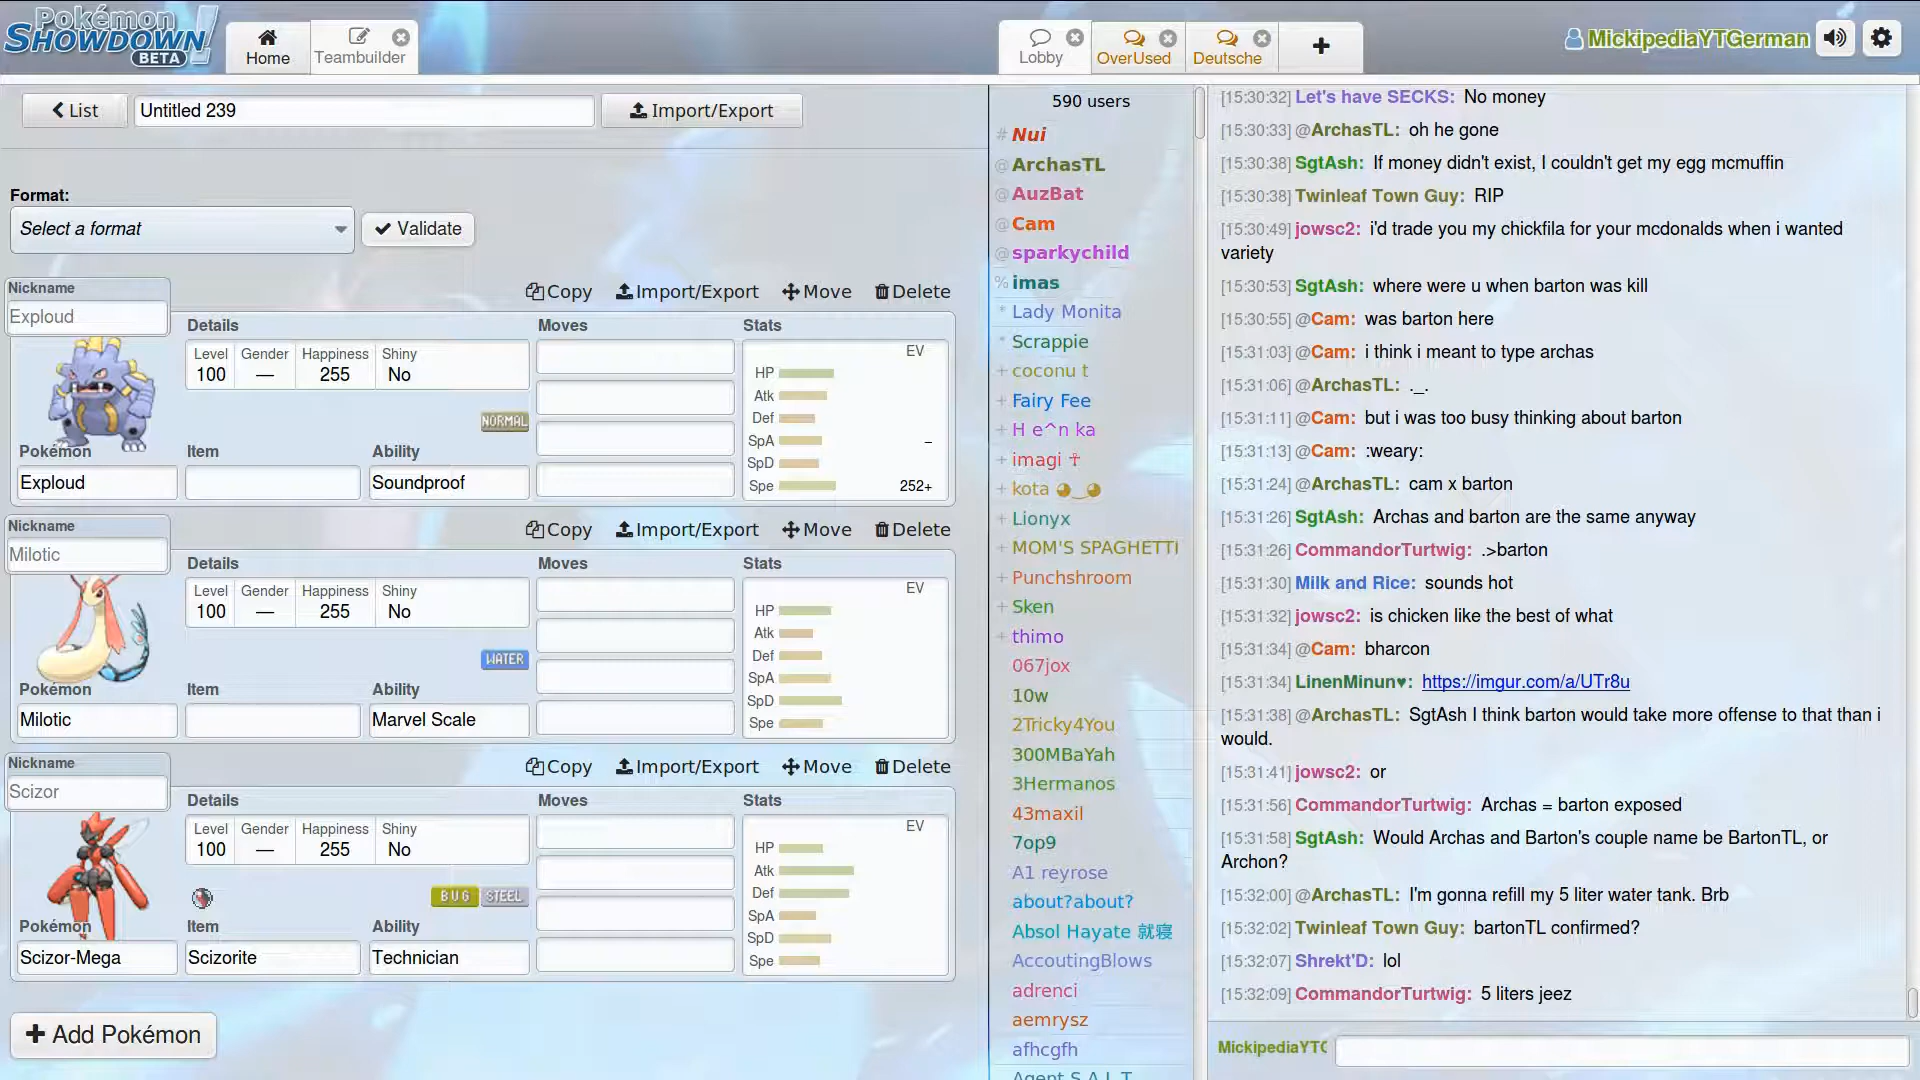 Pokémon
SHOWDOWN!
BETA
Home
Teambuilder
Lobby
OverUsed
Deutsche
MickipediaYTGerman
List
Untitled 239
Import/Export
Format:
Select a format
Validate
Nickname
Exploud
Copy Import/Export Move Delete
Details
Moves
Stats
Level Gender Happiness Shiny
100 — 255 No
EV
HP
Atk
Def
SpA –
SpD
Spe 252+
NORMAL
Pokémon Item Ability
Exploud Soundproof
Nickname
Milotic
Copy Import/Export Move Delete
Details
Moves
Stats
Level Gender Happiness Shiny
100 — 255 No
EV
HP
Atk
Def
SpA
SpD
Spe
WATER
Pokémon Item Ability
Milotic Marvel Scale
Nickname
Scizor
Copy Import/Export Move Delete
Details
Moves
Stats
Level Gender Happiness Shiny
100 — 255 No
EV
HP
Atk
Def
SpA
SpD
Spe
BUG STEEL
Pokémon Item Ability
Scizor-Mega Scizorite Technician
Add Pokémon
590 users
# Nui
@ ArchasTL
@ AuzBat
@ Cam
@ sparkychild
% imas
* Lady Monita
* Scrappie
+ coconu t
+ Fairy Fee
+ H e^n ka
+ imagi ☥
+ kota ◕‿◕
+ Lionyx
+ MOM'S SPAGHETTI
+ Punchshroom
+ Sken
+ thimo
067jox
10w
2Tricky4You
300MBaYah
3Hermanos
43maxil
7op9
A1 reyrose
about?about?
Absol Hayate 就寝
AccoutingBlows
adrenci
aemrysz
afhcgfh
Agent S.A.L.T
[15:30:32] Let's have SECKS: No money
[15:30:33] @ArchasTL: oh he gone
[15:30:38] SgtAsh: If money didn't exist, I couldn't get my egg mcmuffin
[15:30:38] Twinleaf Town Guy: RIP
[15:30:49] jowsc2: i'd trade you my chickfila for your mcdonalds when i wanted
variety
[15:30:53] SgtAsh: where were u when barton was kill
[15:30:55] @Cam: was barton here
[15:31:03] @Cam: i think i meant to type archas
[15:31:06] @ArchasTL: ._.
[15:31:11] @Cam: but i was too busy thinking about barton
[15:31:13] @Cam: :weary:
[15:31:24] @ArchasTL: cam x barton
[15:31:26] SgtAsh: Archas and barton are the same anyway
[15:31:26] CommandorTurtwig: .>barton
[15:31:30] Milk and Rice: sounds hot
[15:31:32] jowsc2: is chicken like the best of what
[15:31:34] @Cam: bharcon
[15:31:34] LinenMinun♥: https://imgur.com/a/UTr8u
[15:31:38] @ArchasTL: SgtAsh I think barton would take more offense to that than i
would.
[15:31:41] jowsc2: or
[15:31:56] CommandorTurtwig: Archas = barton exposed
[15:31:58] SgtAsh: Would Archas and Barton's couple name be BartonTL, or
Archon?
[15:32:00] @ArchasTL: I'm gonna refill my 5 liter water tank. Brb
[15:32:02] Twinleaf Town Guy: bartonTL confirmed?
[15:32:07] Shrekt'D: lol
[15:32:09] CommandorTurtwig: 5 liters jeez
MickipediaYTG